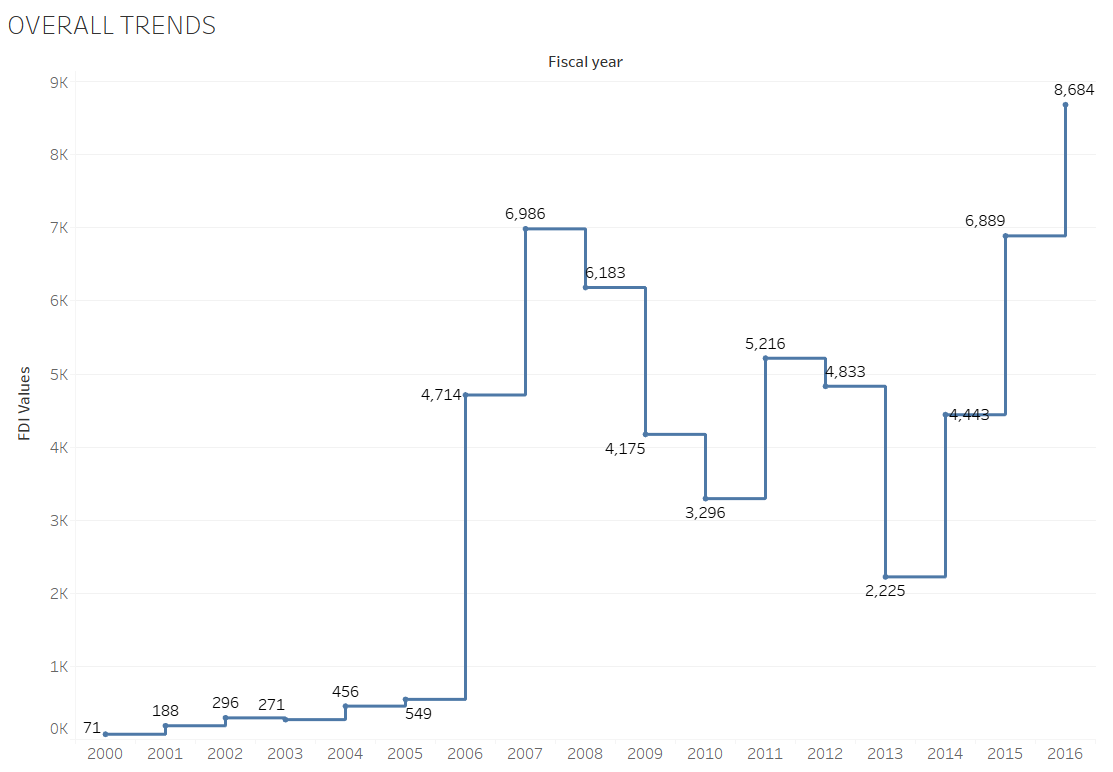 OVERALL TRENDS
Fiscal year
9K
8K
7K
6K
5K
4K
3K
2K
1K
0K
FDI Values
71
188
296
271
456
549
4,714
6,986
6,183
4,175
3,296
5,216
4,833
2,225
4,443
6,889
8,684
2000 2001 2002 2003 2004 2005 2006 2007 2008 2009 2010 2011 2012 2013 2014 2015 2016